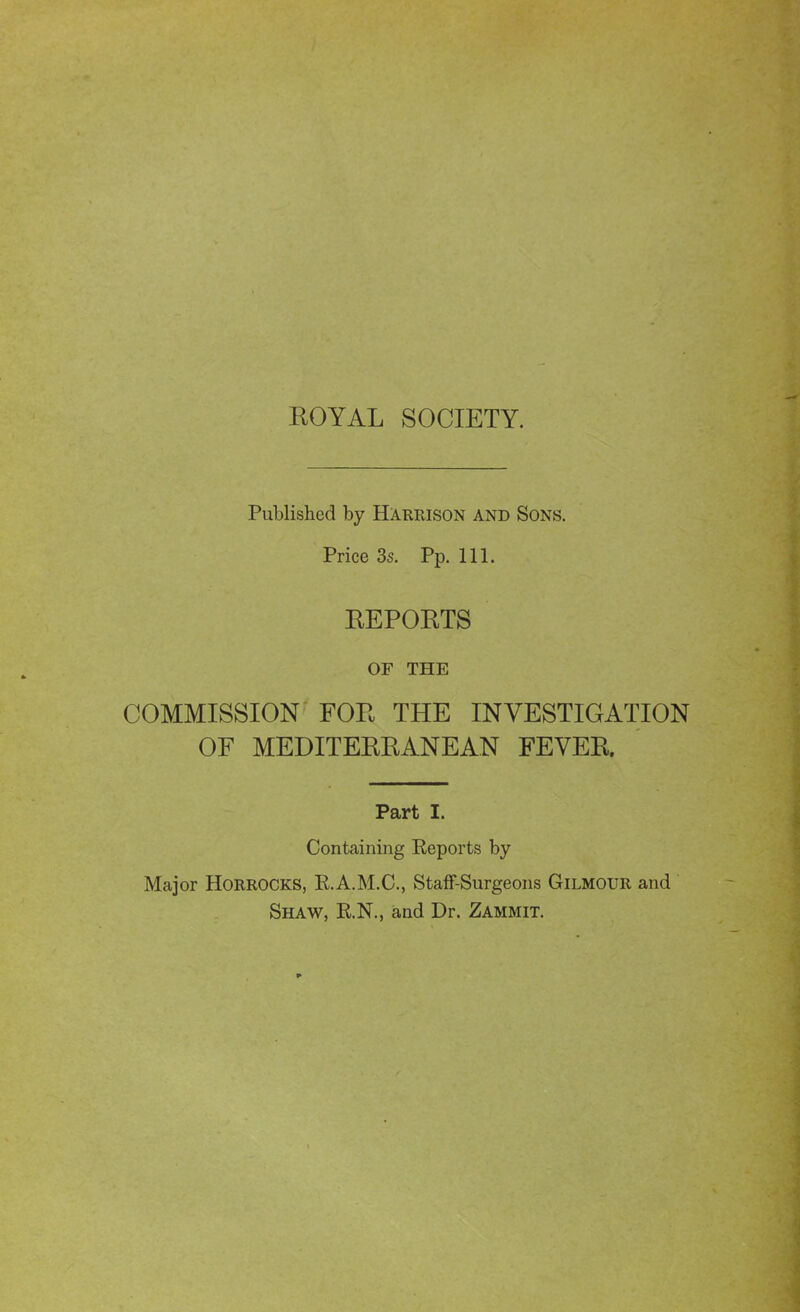 ROYAL SOCIETY.
Published by HARRISON AND SONS.
Price 3s. Pp. 111.
REPORTS
OF THE
COMMISSION FOR THE INVESTIGATION
OF MEDITERRANEAN FEVER.
Part I.
Containing Reports by
Major HORROCKS, R.A.M.C., Staff-Surgeons GILMOUR and
SHAW, R.N., and Dr. ZAMMIT.